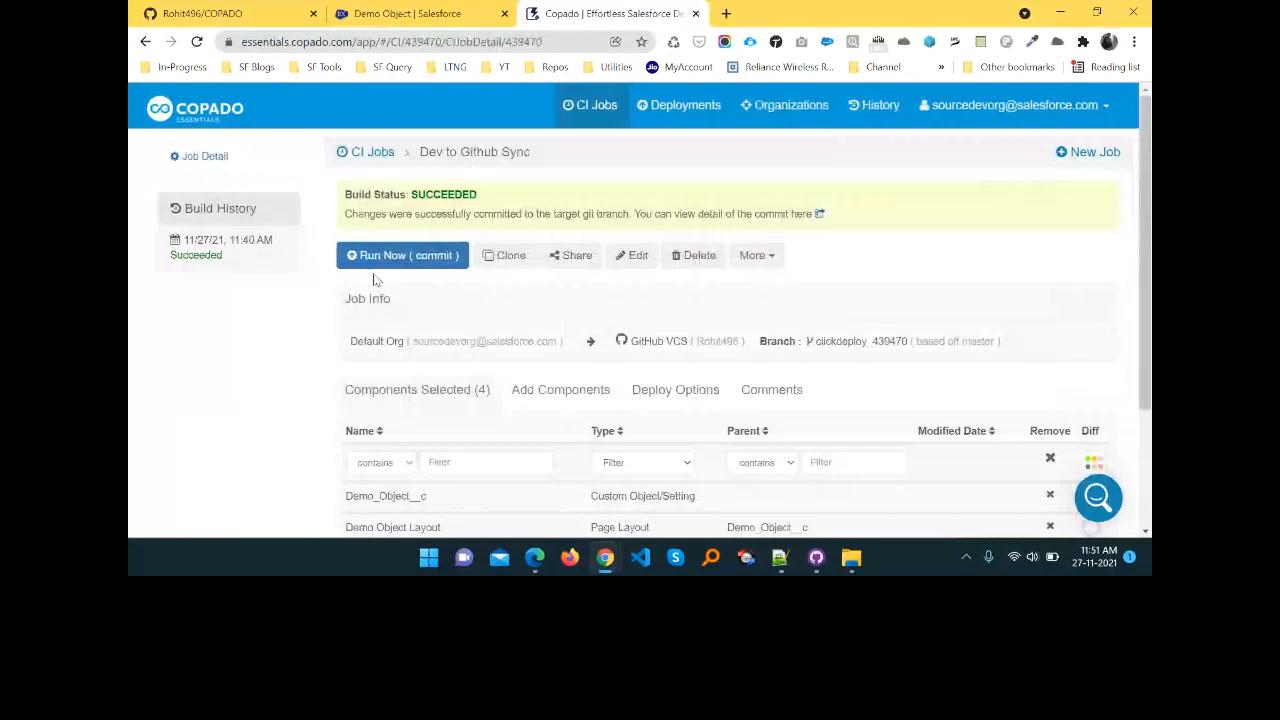 Rohit496/COPADO
Demo Object | Salesforce
Copado | Effortless Salesforce De
essentials.copado.com/app/#/CI/439470/CIJobDetail/439470
In-Progress
SF Blogs
SF Tools
SF Query
LTNG
YT
Repos
Utilities
MyAccount
Reliance Wireless R...
Channel
»
Other bookmarks
Reading list
COPADO
ESSENTIALS
CI Jobs
Deployments
Organizations
History
sourcedevorg@salesforce.com
Job Detail
CI Jobs > Dev to Github Sync
New Job
Build History
11/27/21, 11:40 AM
Succeeded
Build Status: SUCCEEDED
Changes were successfully committed to the target git branch. You can view detail of the commit here
Run Now ( commit )
Clone
Share
Edit
Delete
More
Job Info
Default Org ( sourcedevorg@salesforce.com )
GitHub VCS ( Rohit496 )
Branch : clickdeploy_439470 ( based off master )
Components Selected (4)
Add Components
Deploy Options
Comments
Name
Type
Parent
Modified Date
Remove
Diff
contains
Filter
Filter
contains
Filter
Demo_Object__c
Custom Object/Setting
Demo Object Layout
Page Layout
Demo_Object__c
11:51 AM
27-11-2021
1